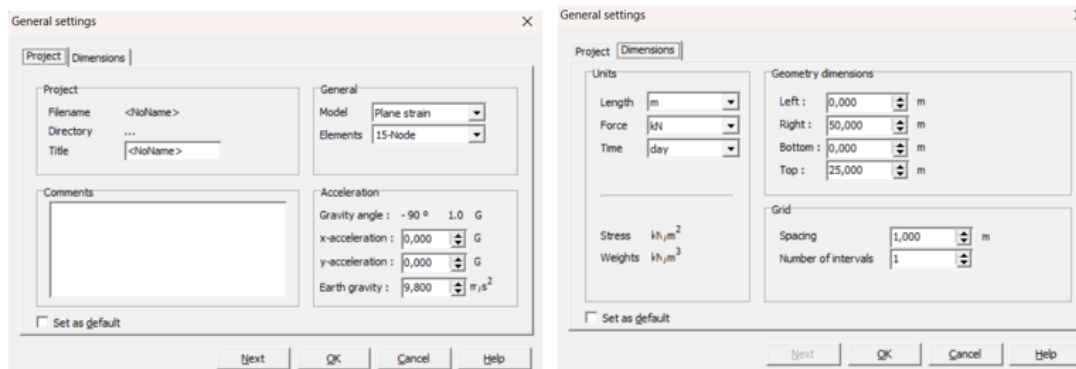 General settings
Project Dimensions
Project
Filename <NoName>
Directory ...
Title <NoName>
General
Model Plane strain
Elements 15-Node
Comments
Acceleration
Gravity angle : - 90 º 1.0 G
x-acceleration : 0,000 G
y-acceleration : 0,000 G
Earth gravity : 9,800 m/s²
Set as default
Next OK Cancel Help
General settings
Project Dimensions
Units
Length m
Force kN
Time day
Stress kN/m²
Weights kN/m³
Geometry dimensions
Left : 0,000 m
Right : 50,000 m
Bottom : 0,000 m
Top : 25,000 m
Grid
Spacing 1,000 m
Number of intervals 1
Set as default
Next OK Cancel Help